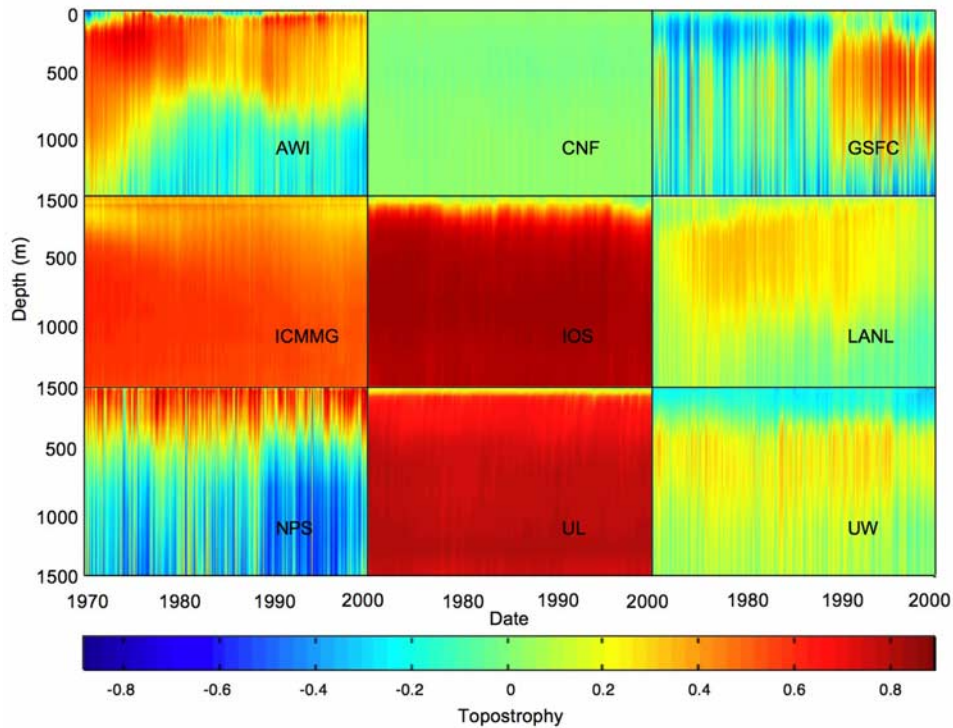 0
500
1000
AWI
CNF
GSFC
Depth (m)
1500
500
1000
ICMMG
IOS
LANL
1500
500
1000
1500
NPS
UL
UW
1970 1980 1990 2000 1980 1990 2000 1980 1990 2000
Date
-0.8 -0.6 -0.4 -0.2 0 0.2 0.4 0.6 0.8
Topostrophy